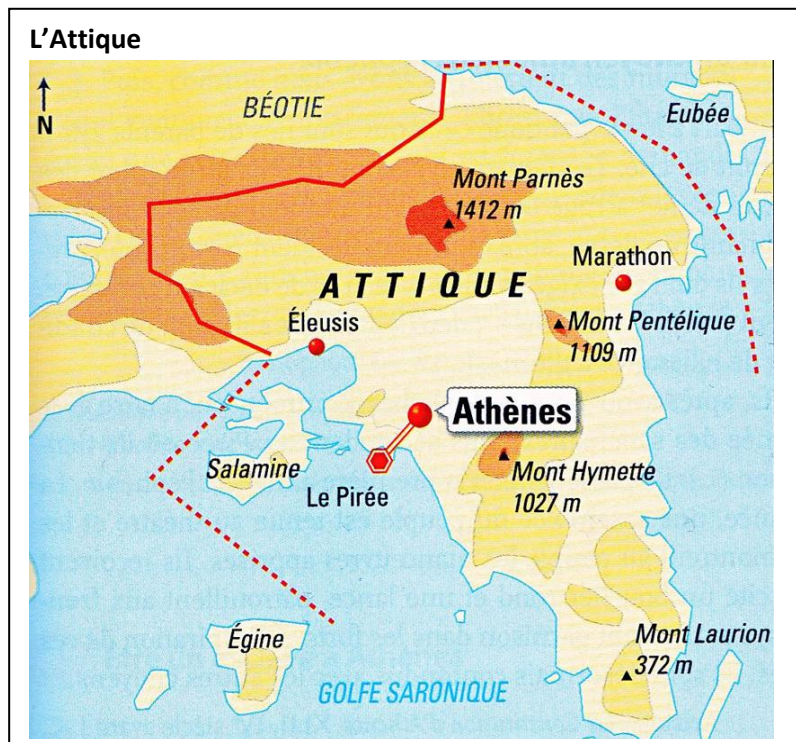 L'Attique
N
BÉOTIE
Eubée
Mont Parnès
1412 m
Marathon
ATTIQUE
Éleusis
Mont Pentélique
1109 m
Athènes
Salamine
Mont Hymette
1027 m
Le Pirée
Égine
Mont Laurion
372 m
GOLFE SARONIQUE